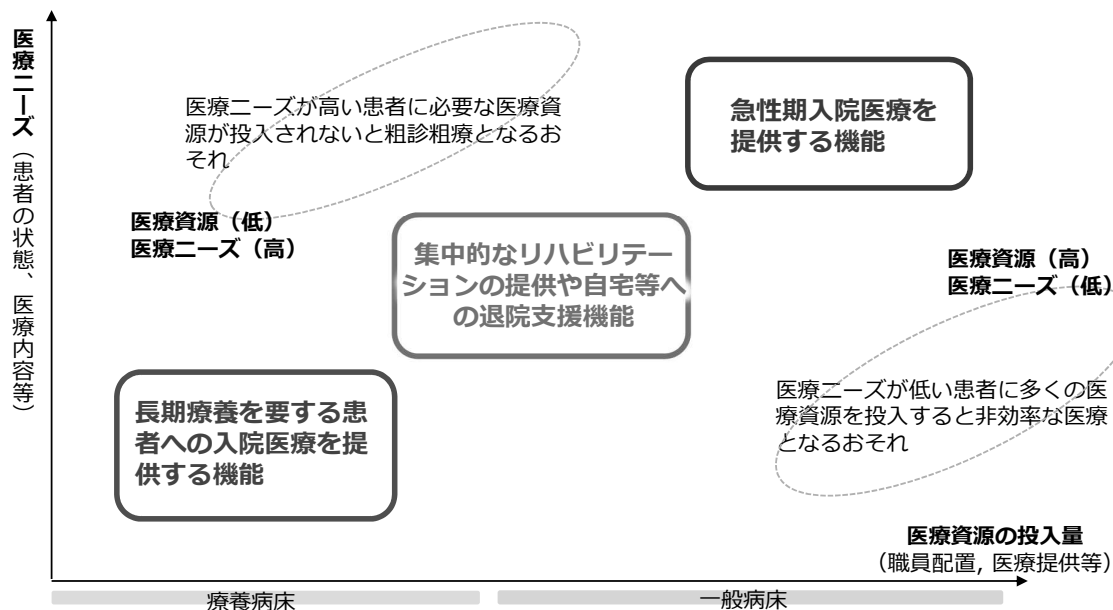 医療ニーズ（患者の状態、医療内容等）
医療ニーズが高い患者に必要な医療資
源が投入されないと粗診粗療となるお
それ
急性期入院医療を
提供する機能
医療資源（低）
医療ニーズ（高）
集中的なリハビリテー
ションの提供や自宅等へ
の退院支援機能
医療資源（高）
医療ニーズ（低）
長期療養を要する患
者への入院医療を提
供する機能
医療ニーズが低い患者に多くの医
療資源を投入すると非効率な医療
となるおそれ
医療資源の投入量
（職員配置, 医療提供等）
療養病床
一般病床